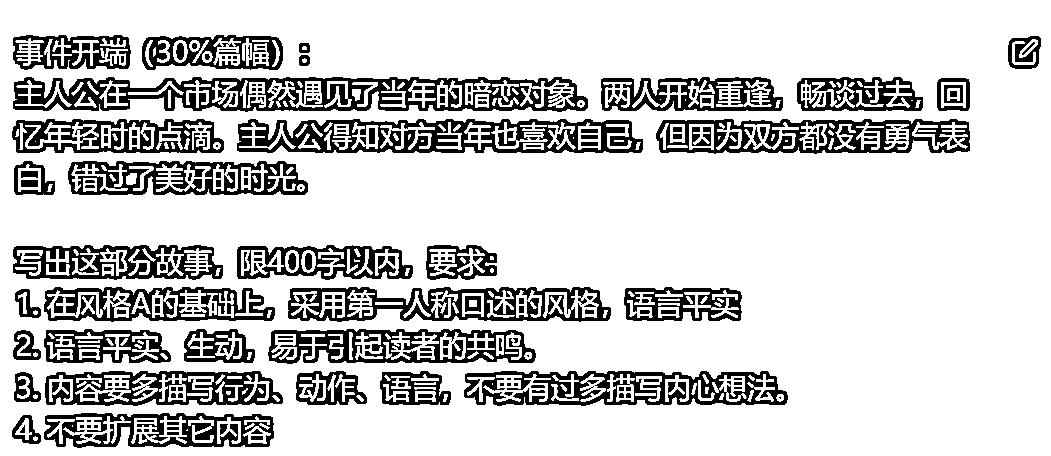 事件开端（30%篇幅）：
主人公在一个市场偶然遇见了当年的暗恋对象。两人开始重逢，畅谈过去，回
忆年轻时的点滴。主人公得知对方当年也喜欢自己，但因为双方都没有勇气表
白，错过了美好的时光。
写出这部分故事，限400字以内，要求：
1. 在风格A的基础上，采用第一人称口述的风格，语言平实
2. 语言平实、生动，易于引起读者的共鸣。
3. 内容要多描写行为、动作、语言，不要有过多描写内心想法。
4. 不要扩展其它内容